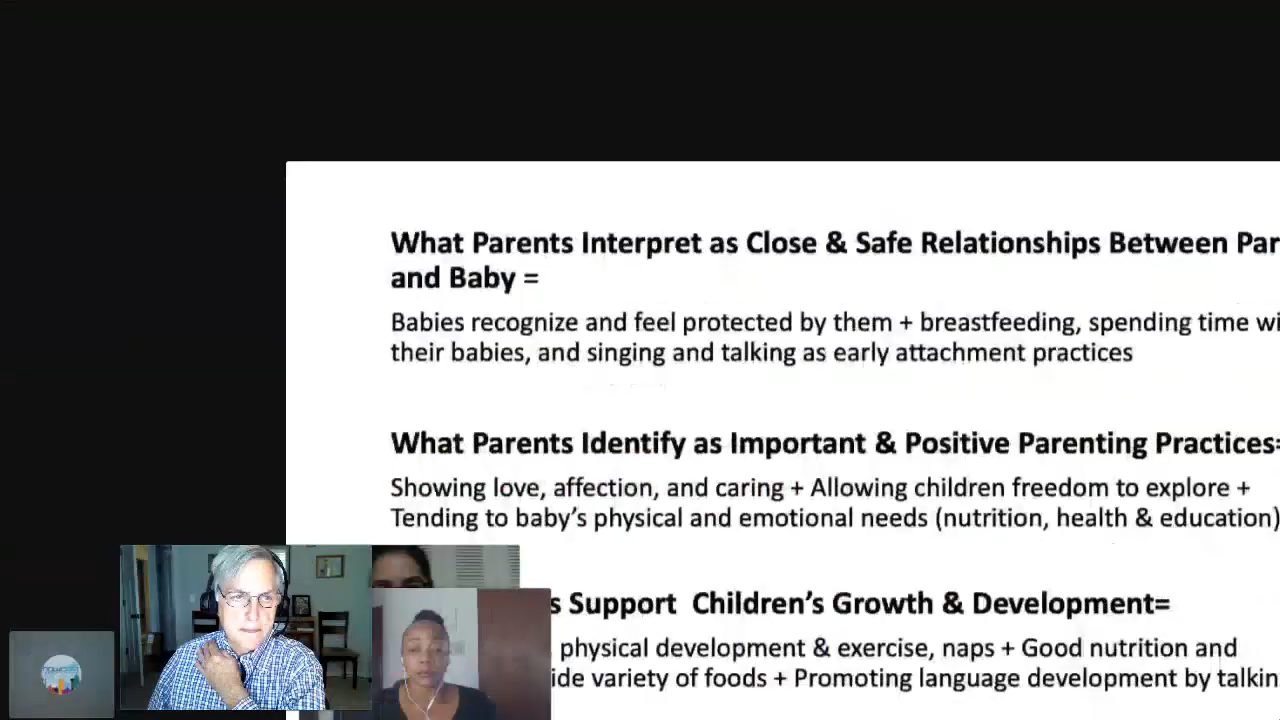 What Parents Interpret as Close & Safe Relationships Between Par
and Baby =
Babies recognize and feel protected by them + breastfeeding, spending time wi
their babies, and singing and talking as early attachment practices
What Parents Identify as Important & Positive Parenting Practices=
Showing love, affection, and caring + Allowing children freedom to explore +
Tending to baby's physical and emotional needs (nutrition, health & education)
s Support Children's Growth & Development=
physical development & exercise, naps + Good nutrition and
ide variety of foods + Promoting language development by talkin